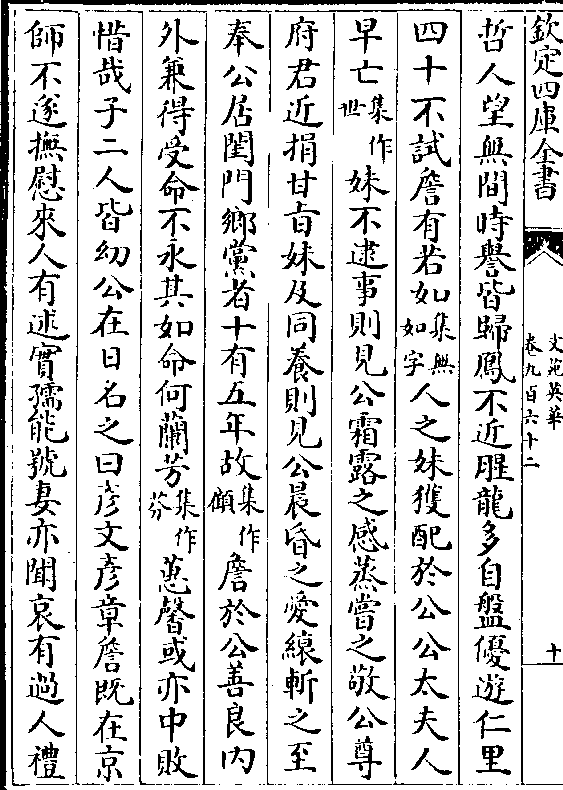 欽定四庫全書
文苑英華
卷九百六十二
十
哲人望無間時譽皆歸鳳不近腥龍多自盤優遊仁里
四十不試詹有若如集無如字人之妹獲配於公公太夫人
早亡集作世妹不逮事則見公霜露之感蒸嘗之敬公尊
府君近捐甘㫖妹及同養則見公晨昏之愛線斬之至
奉公居閨門鄉黨者十有五年故集作顧詹於公善良内
外兼得受命不永其如命何蘭芳集作芬蕙馨或亦中敗
惜哉子二人皆幼公在日名之曰彦文彦章詹既在京
師不遂撫慰來人有述實孺能號妻亦聞哀有過人禮